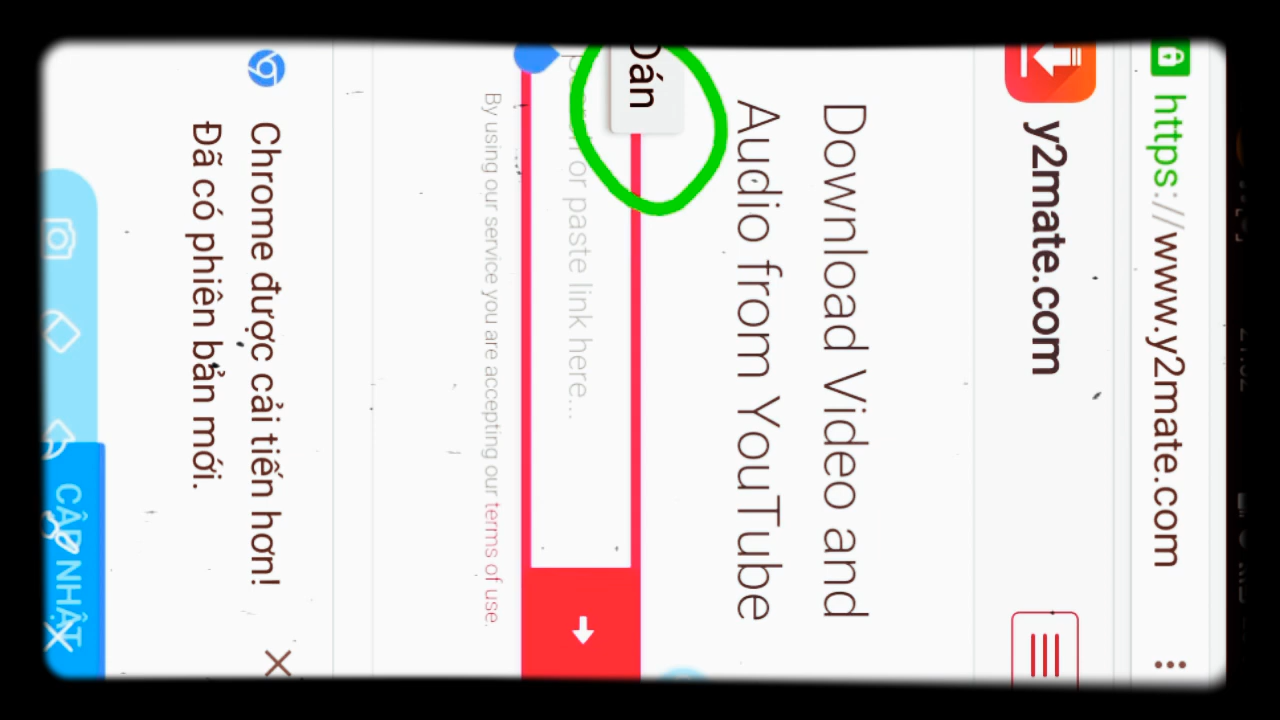 https://www.y2mate.com
y2mate.com
Download Video and
Audio from YouTube
Dán
or paste link here...
By using our service you are accepting our terms of use.
Chrome được cải tiến hơn!
Đã có phiên bản mới.
CẬP NHẬT